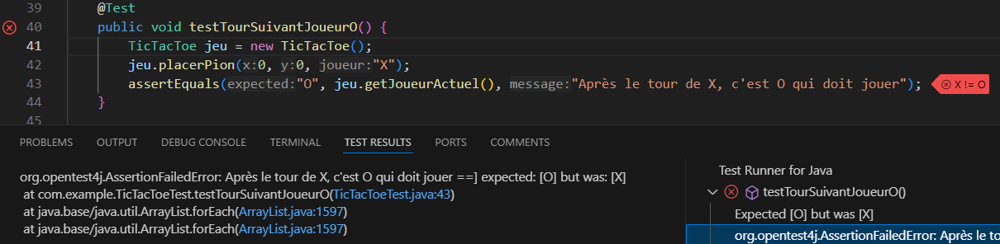 39 @Test
40 public void testTourSuivantJoueurO() {
41 TicTacToe jeu = new TicTacToe();
42 jeu.placerPion(x:0, y:0, joueur:"X");
43 assertEquals(expected:"O", jeu.getJoueurActuel(), message:"Après le tour de X, c'est O qui doit jouer"); X != O
44 }
45
PROBLEMS OUTPUT DEBUG CONSOLE TERMINAL TEST RESULTS PORTS COMMENTS
org.opentest4j.AssertionFailedError: Après le tour de X, c'est O qui doit jouer ==] expected: [O] but was: [X]
at com.example.TicTacToeTest.testTourSuivantJoueurO(TicTacToeTest.java:43)
at java.base/java.util.ArrayList.forEach(ArrayList.java:1597)
at java.base/java.util.ArrayList.forEach(ArrayList.java:1597)
Test Runner for Java
testTourSuivantJoueurO()
Expected [O] but was [X]
org.opentest4j.AssertionFailedError: Après le to